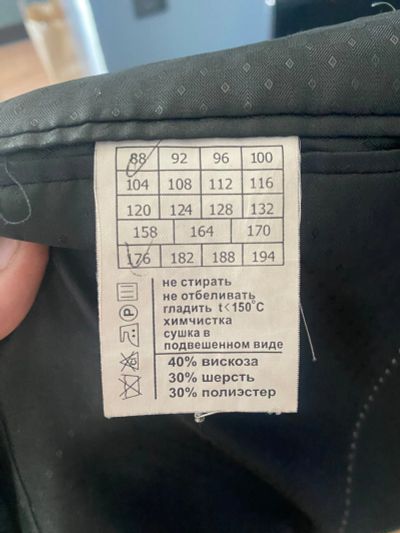 88 92 96 100
104 108 112 116
120 124 128 132
158 164 170
176 182 188 194
не стирать
не отбеливать
гладить t<150°C
химчистка
сушка в
подвешенном виде
P
40% вискоза
30% шерсть
30% полиэстер